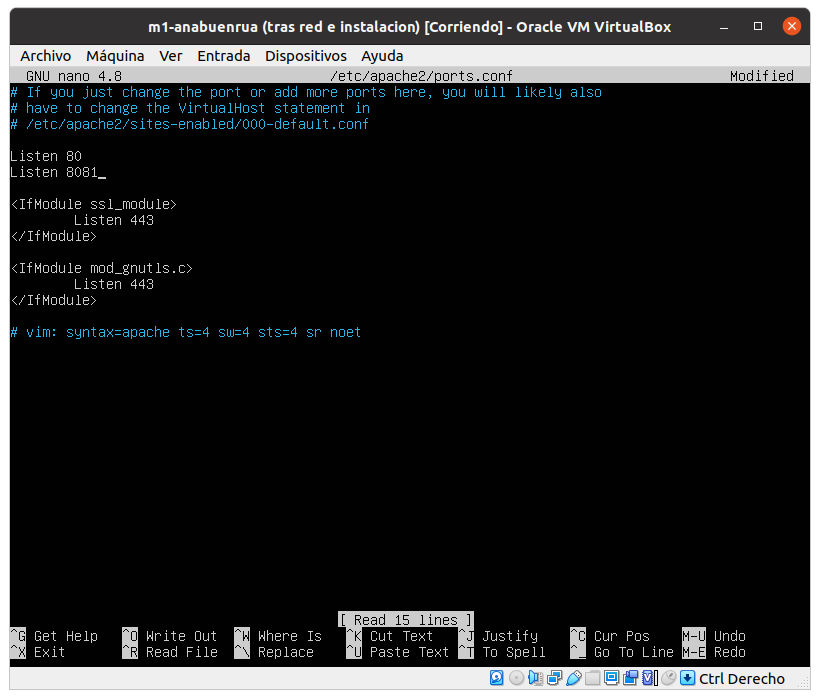 m1-anabuenrua (tras red e instalacion) [Corriendo] - Oracle VM VirtualBox
Archivo Máquina Ver Entrada Dispositivos Ayuda
GNU nano 4.8 /etc/apache2/ports.conf Modified
# If you just change the port or add more ports here, you will likely also
# have to change the VirtualHost statement in
# /etc/apache2/sites-enabled/000-default.conf
Listen 80
Listen 8081_
<IfModule ssl_module>
Listen 443
</IfModule>
<IfModule mod_gnutls.c>
Listen 443
</IfModule>
# vim: syntax=apache ts=4 sw=4 sts=4 sr noet
[ Read 15 lines ]
^G Get Help ^O Write Out ^W Where Is ^K Cut Text ^J Justify ^C Cur Pos M-U Undo
^X Exit ^R Read File ^\ Replace ^U Paste Text ^T To Spell ^_ Go To Line M-E Redo
Ctrl Derecho